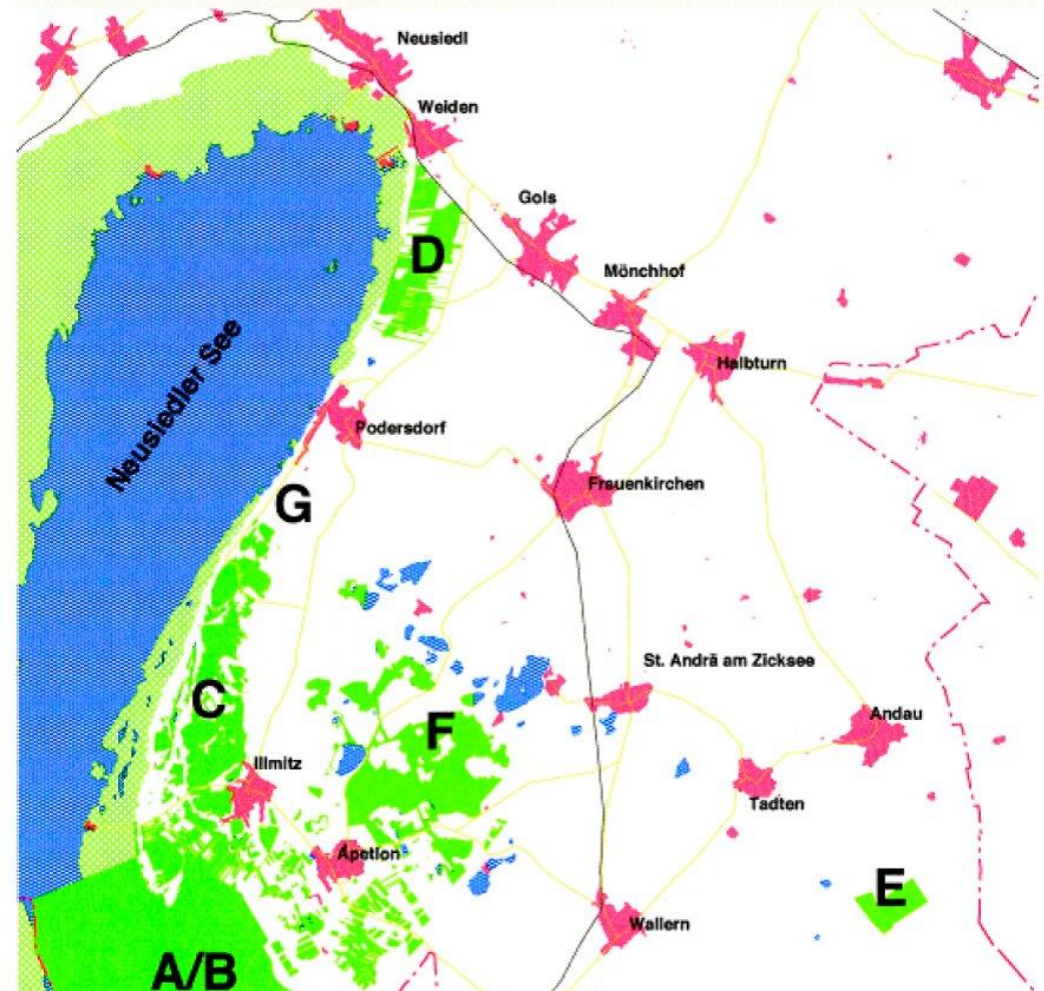 Neusiedl
Weiden
Gols
D
Mönchhof
Neusiedler See
Halbturn
Podersdorf
Frauenkirchen
G
St. Andrä am Zicksee
C
Andau
F
Illmitz
Tadten
Apetlon
E
Wallern
A/B